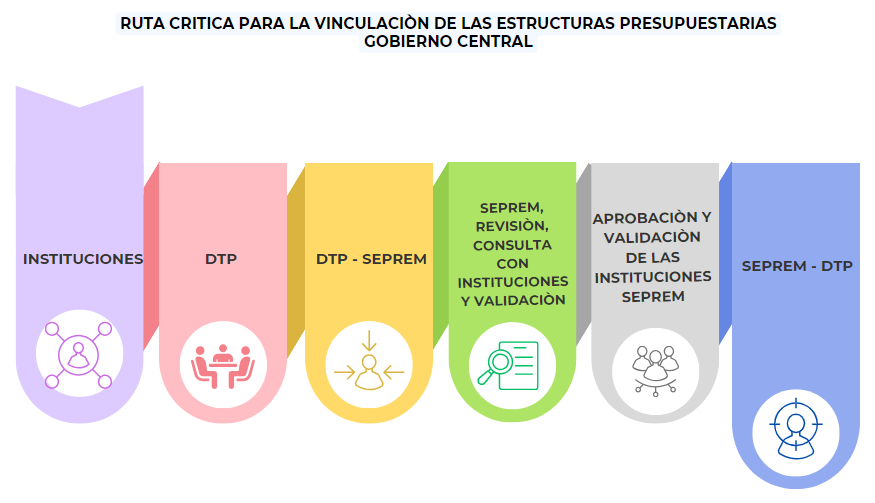 RUTA CRITICA PARA LA VINCULACIÒN DE LAS ESTRUCTURAS PRESUPUESTARIAS
GOBIERNO CENTRAL
INSTITUCIONES
DTP
DTP - SEPREM
SEPREM,
REVISIÒN,
CONSULTA
CON
INSTITUCIONES
Y VALIDACIÒN
APROBACIÒN Y
VALIDACIÒN
DE LAS
INSTITUCIONES
SEPREM
SEPREM - DTP